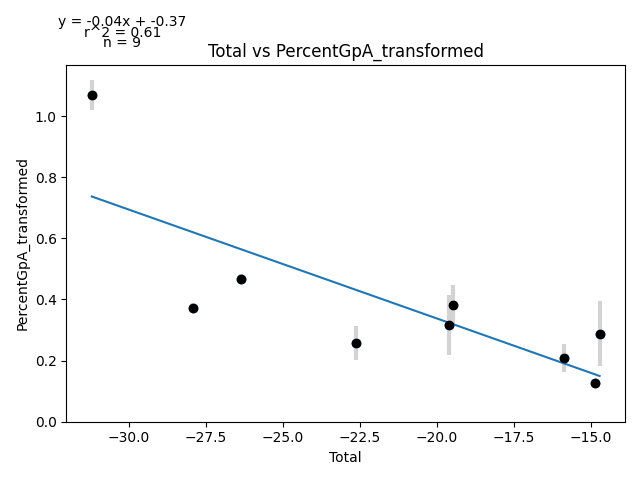 y = -0.04x + -0.37
r^2 = 0.61
n = 9
Total vs PercentGpA_transformed
PercentGpA_transformed
1.0
0.8
0.6
0.4
0.2
0.0
−30.0 −27.5 −25.0 −22.5 −20.0 −17.5 −15.0
Total